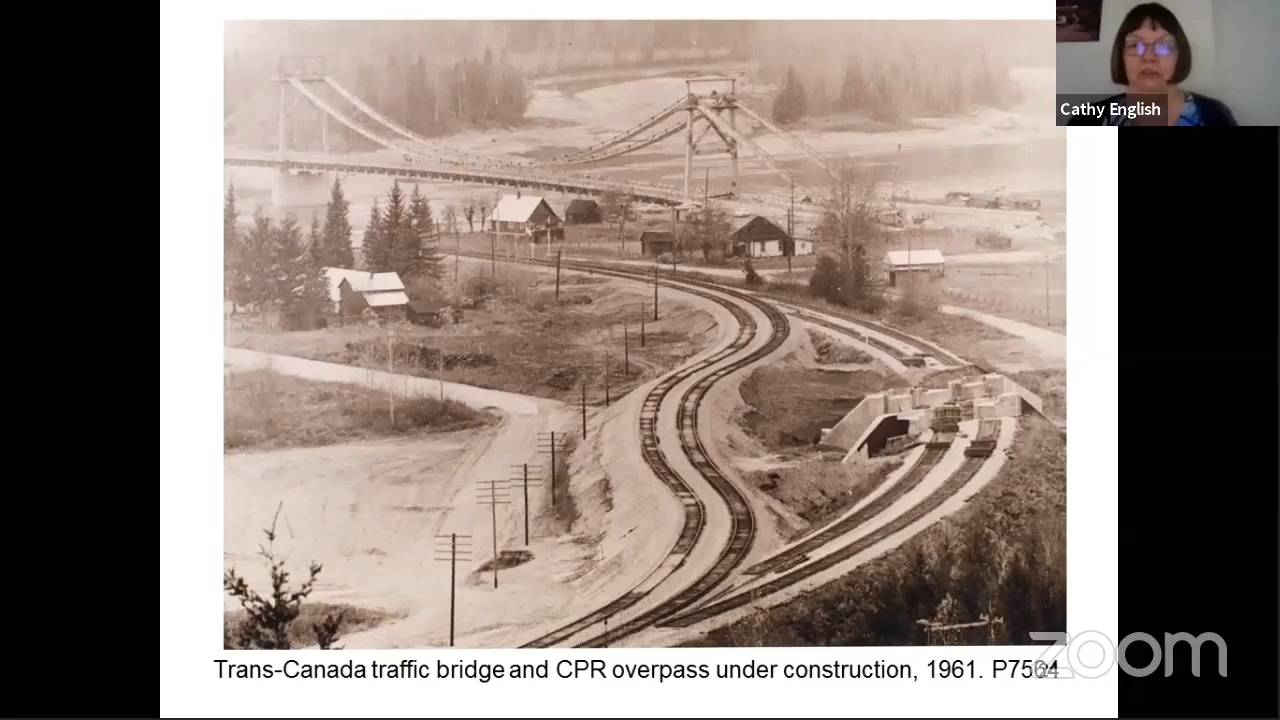 Cathy English
Trans-Canada traffic bridge and CPR overpass under construction, 1961. P7564
zoom